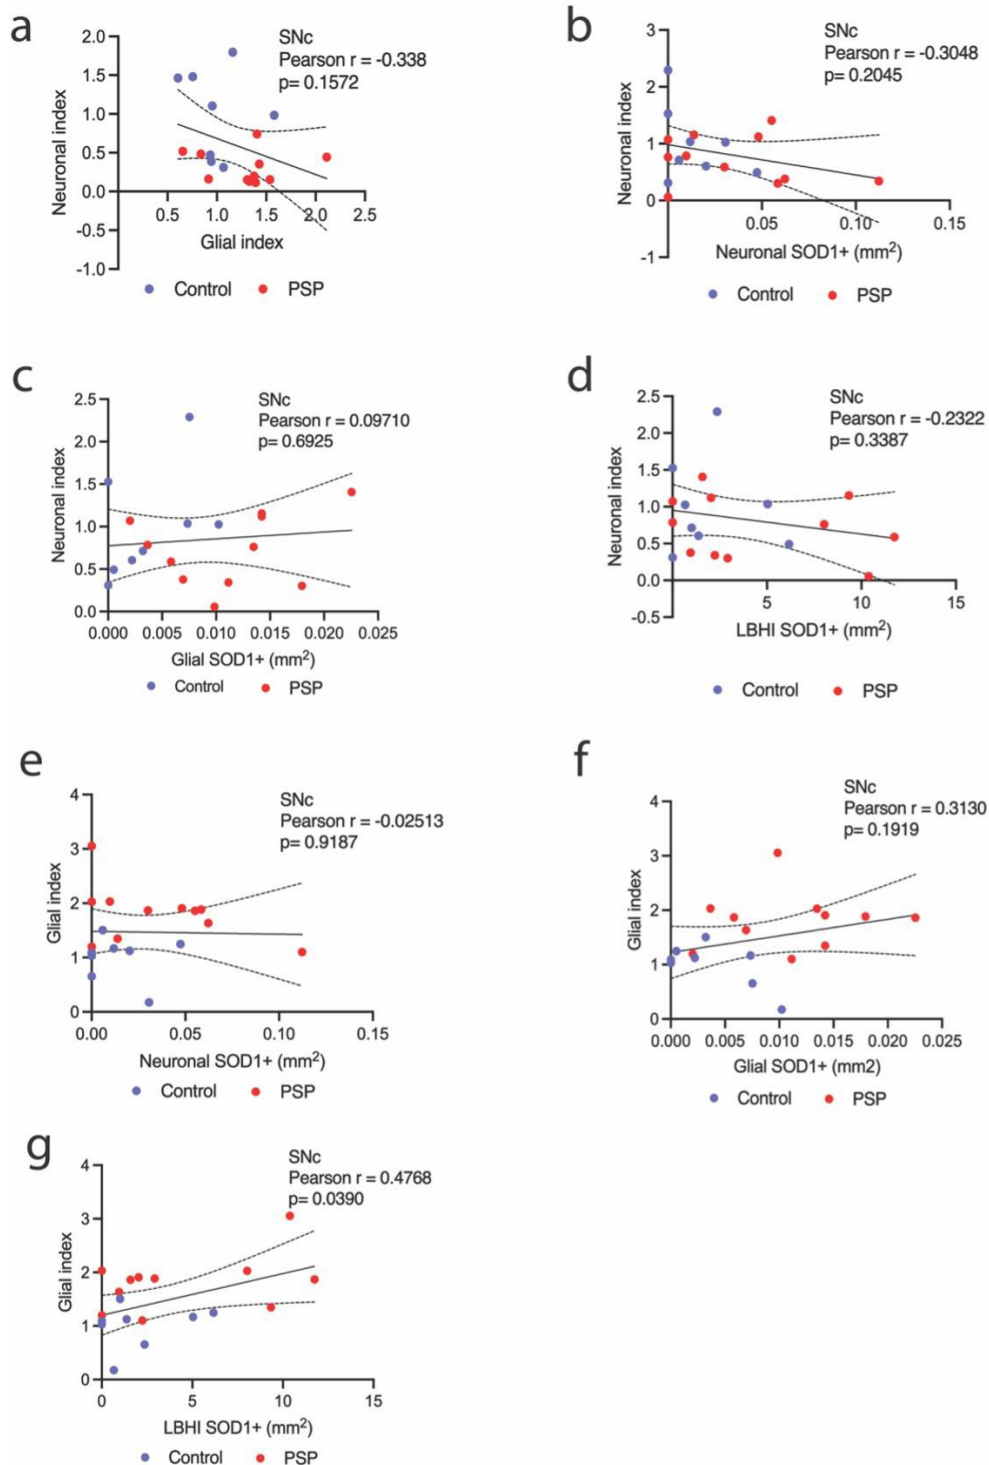 a
SNc
Pearson r = -0.338
p= 0.1572
Neuronal index
2.0
1.5
1.0
0.5
0.0
-0.5
-1.0
0.5 1.0 1.5 2.0 2.5
Glial index
Control PSP
b
SNc
Pearson r = -0.3048
p= 0.2045
Neuronal index
3
2
1
0
-1
0.05 0.10 0.15
Neuronal SOD1+ (mm²)
Control PSP
c
SNc
Pearson r = 0.09710
p= 0.6925
Neuronal index
2.5
2.0
1.5
1.0
0.5
0.0
0.000 0.005 0.010 0.015 0.020 0.025
Glial SOD1+ (mm²)
Control PSP
d
SNc
Pearson r = -0.2322
p= 0.3387
Neuronal index
2.5
2.0
1.5
1.0
0.5
0.0
-0.5
5 10 15
LBHI SOD1+ (mm²)
Control PSP
e
SNc
Pearson r = -0.02513
p= 0.9187
Glial index
4
3
2
1
0
0.00 0.05 0.10 0.15
Neuronal SOD1+ (mm²)
Control PSP
f
SNc
Pearson r = 0.3130
p= 0.1919
Glial index
4
3
2
1
0
0.000 0.005 0.010 0.015 0.020 0.025
Glial SOD1+ (mm2)
Control PSP
g
SNc
Pearson r = 0.4768
p= 0.0390
Glial index
4
3
2
1
0
0 5 10 15
LBHI SOD1+ (mm²)
Control PSP